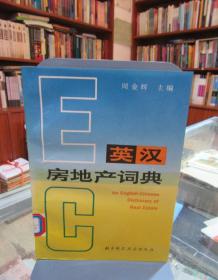 周金辉 主编
E
英汉
房地产词典
An English-Chinese
Dictionary of
Real Estate
C